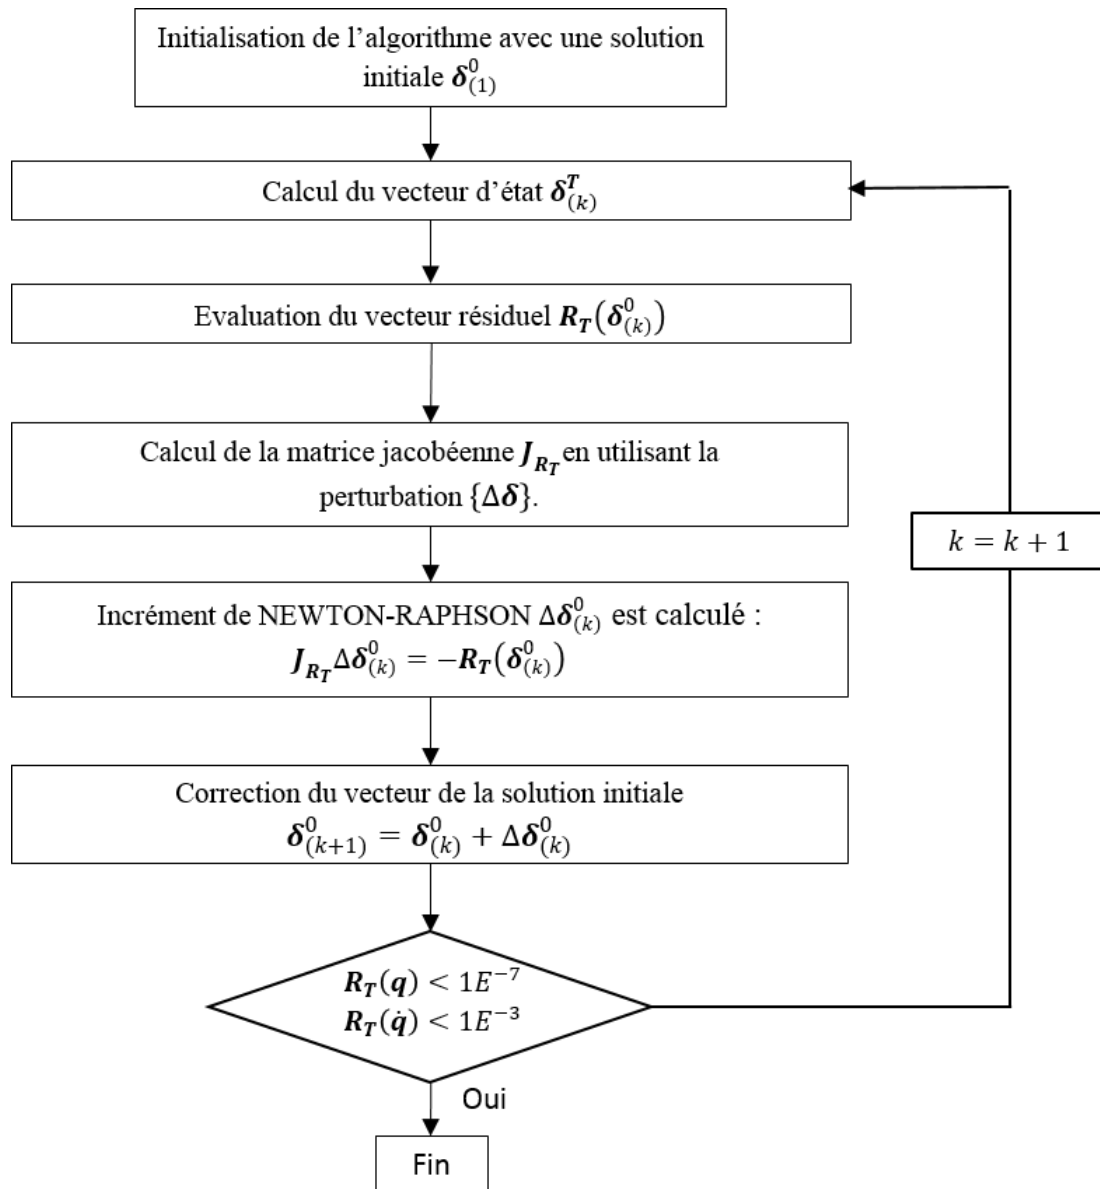 Initialisation de l’algorithme avec une solution
initiale δ⁰₍₁₎
Calcul du vecteur d’état δᵀ₍ₖ₎
Evaluation du vecteur résiduel R_T(δ⁰₍ₖ₎)
Calcul de la matrice jacobéenne J_{R_T} en utilisant la
perturbation {Δδ}.
k = k + 1
Incrément de NEWTON-RAPHSON Δδ⁰₍ₖ₎ est calculé :
J_{R_T}Δδ⁰₍ₖ₎ = −R_T(δ⁰₍ₖ₎)
Correction du vecteur de la solution initiale
δ⁰₍ₖ₊₁₎ = δ⁰₍ₖ₎ + Δδ⁰₍ₖ₎
R_T(q) < 1E⁻⁷
R_T(q̇) < 1E⁻³
Oui
Fin